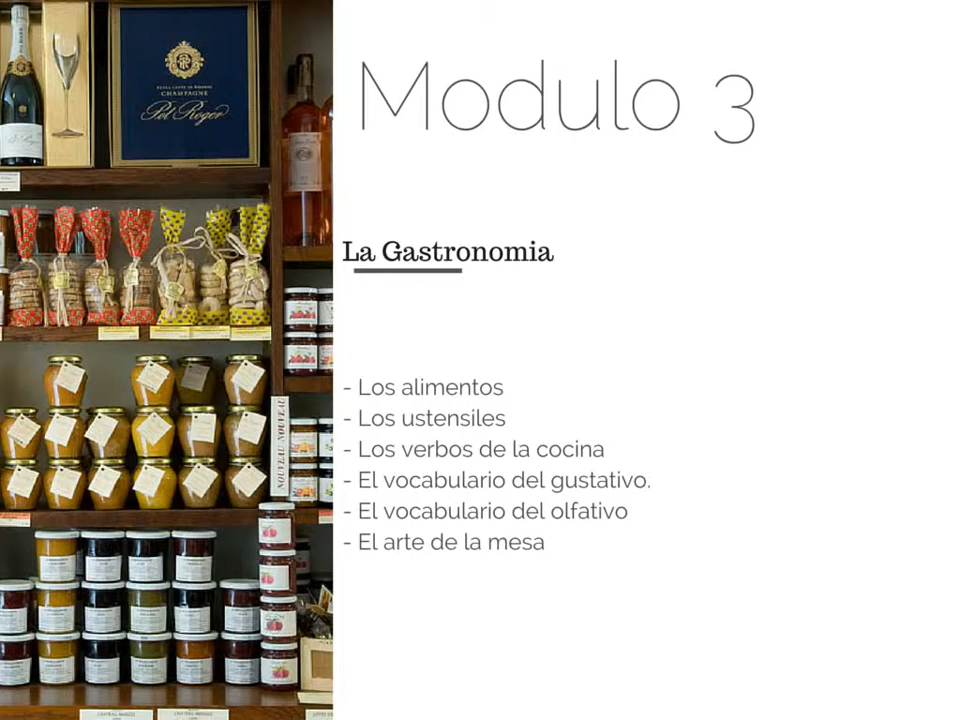 Modulo 3
La Gastronomia
- Los alimentos
- Los ustensiles
- Los verbos de la cocina
- El vocabulario del gustativo.
- El vocabulario del olfativo
- El arte de la mesa
CHAMPAGNE
Pol Roger
NOUVEAU NOUVEAU